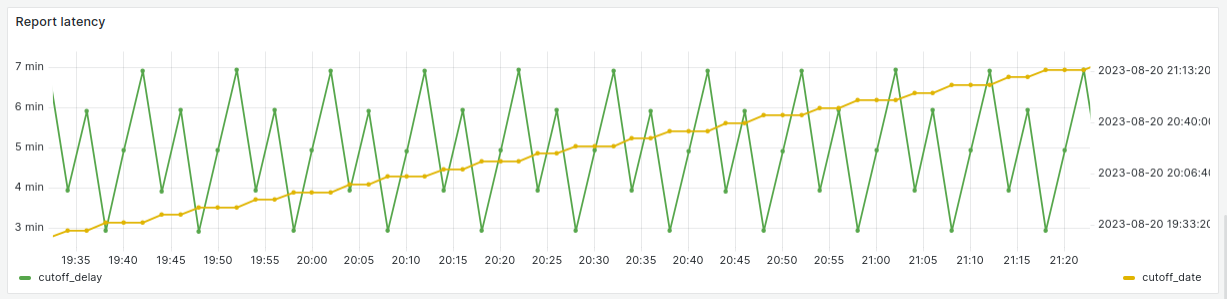 Report latency
7 min
6 min
5 min
4 min
3 min
2023-08-20 21:13:20
2023-08-20 20:40:0
2023-08-20 20:06:4
2023-08-20 19:33:20
19:35 19:40 19:45 19:50 19:55 20:00 20:05 20:10 20:15 20:20 20:25 20:30 20:35 20:40 20:45 20:50 20:55 21:00 21:05 21:10 21:15 21:20
cutoff_delay cutoff_date